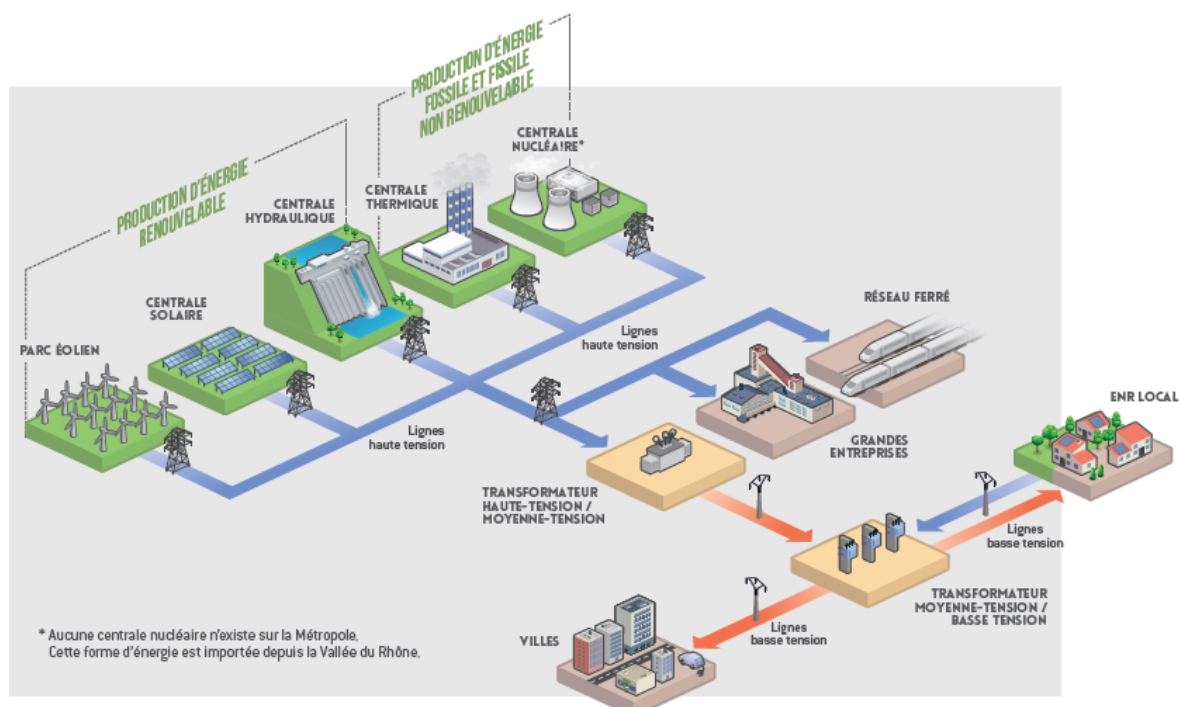 PRODUCTION D'ÉNERGIE
FOSSILE ET FISSILE
NON RENOUVELABLE
CENTRALE
NUCLÉAIRE*
PRODUCTION D'ÉNERGIE
RENOUVELABLE
CENTRALE
HYDRAULIQUE
CENTRALE
THERMIQUE
CENTRALE
SOLAIRE
PARC ÉOLIEN
RÉSEAU FERRÉ
Lignes
haute tension
Lignes
haute tension
GRANDES
ENTREPRISES
ENR LOCAL
TRANSFORMATEUR
HAUTE-TENSION /
MOYENNE-TENSION
Lignes
basse tension
TRANSFORMATEUR
MOYENNE-TENSION /
BASSE TENSION
Lignes
basse tension
VILLES
* Aucune centrale nucléaire n'existe sur la Métropole.
Cette forme d'énergie est importée depuis la Vallée du Rhône.